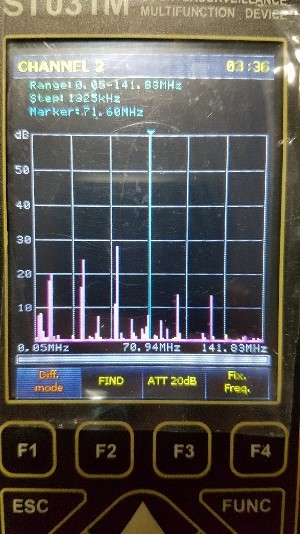 ST031M
MULTIFUNCTION DEVICE
CHANNEL 2 03:36
Range:0.05-141.83MHz
Step:1325kHz
Marker:71.60MHz
dB
50
40
30
20
10
0.05MHz 70.94MHz 141.83MHz
Diff. mode FIND ATT 20dB Fix. Freq.
F1 F2 F3 F4
ESC FUNC